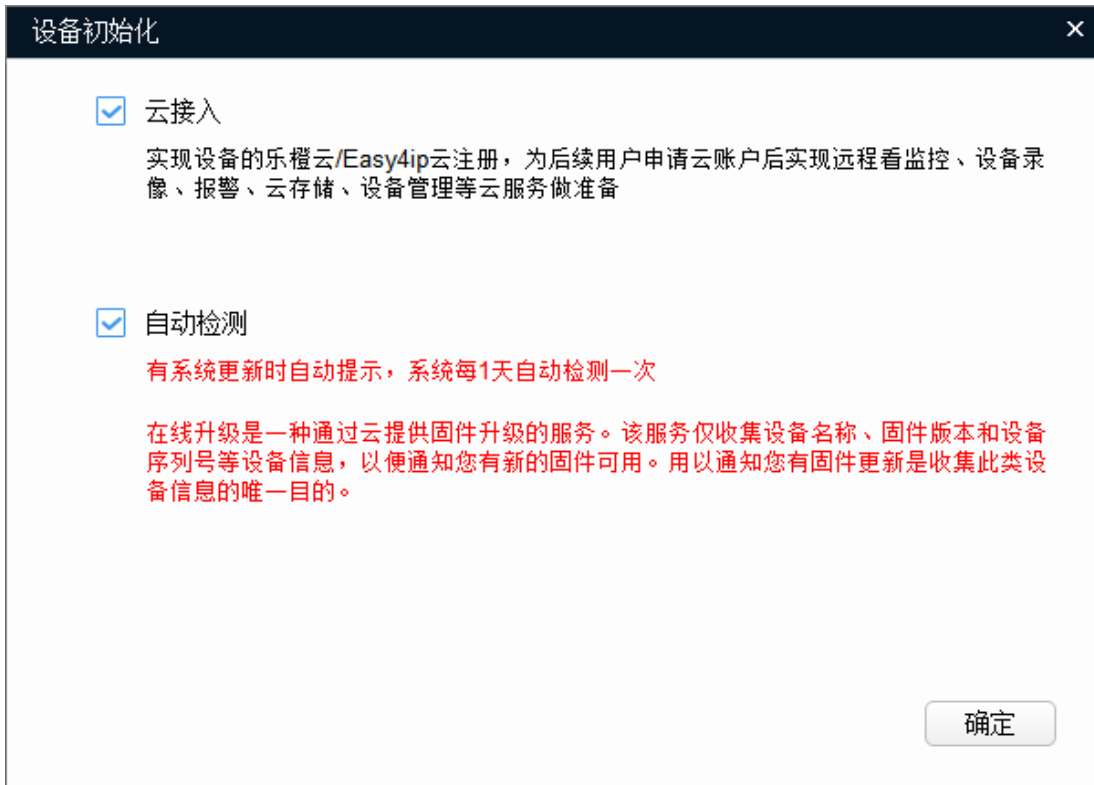 设备初始化
云接入
实现设备的乐橙云/Easy4ip云注册，为后续用户申请云账户后实现远程看监控、设备录
像、报警、云存储、设备管理等云服务做准备
自动检测
有系统更新时自动提示，系统每1天自动检测一次
在线升级是一种通过云提供固件升级的服务。该服务仅收集设备名称、固件版本和设备
序列号等设备信息，以便通知您有新的固件可用。用以通知您有固件更新是收集此类设
备信息的唯一目的。
确定